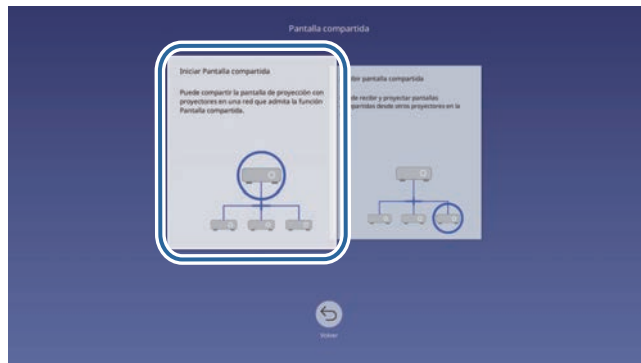 Pantalla compartida
Iniciar Pantalla compartida
Puede compartir la pantalla de proyección con
proyectores en una red que admita la función
Pantalla compartida.
pantalla compartida
de recibir y proyectar pantallas
desde otros proyectores en la
Volver